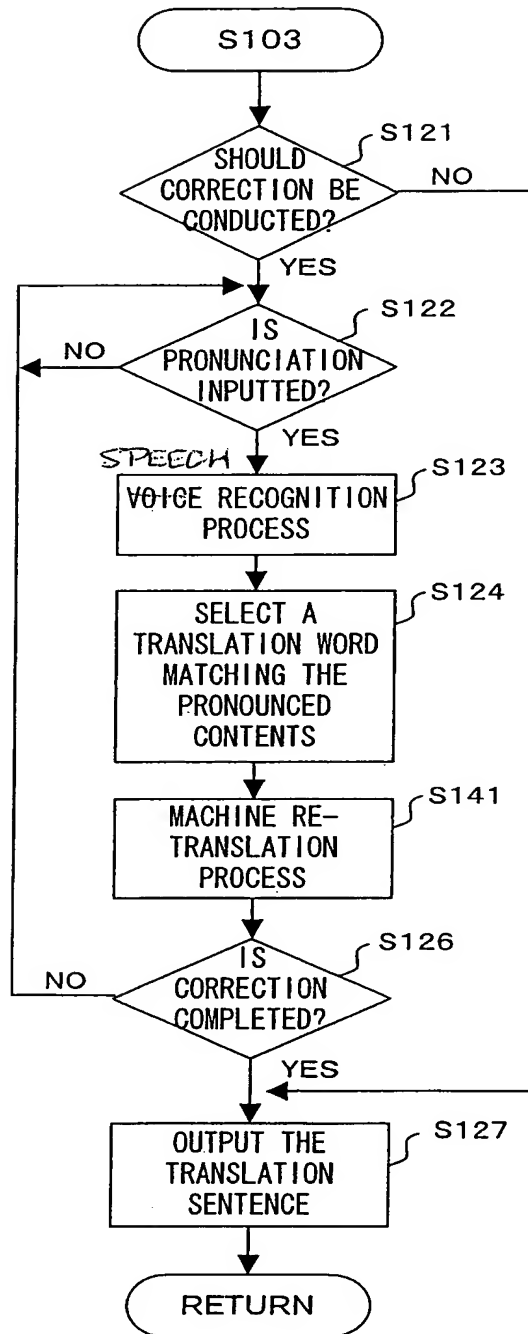 S103
S121
SHOULD
CORRECTION BE
CONDUCTED?
NO
YES
S122
IS
PRONUNCIATION
INPUTTED?
NO
YES
SPEECH
S123
VOICE RECOGNITION
PROCESS
S124
SELECT A
TRANSLATION WORD
MATCHING THE
PRONOUNCED
CONTENTS
S141
MACHINE RE-
TRANSLATION
PROCESS
S126
IS
CORRECTION
COMPLETED?
NO
YES
S127
OUTPUT THE
TRANSLATION
SENTENCE
RETURN